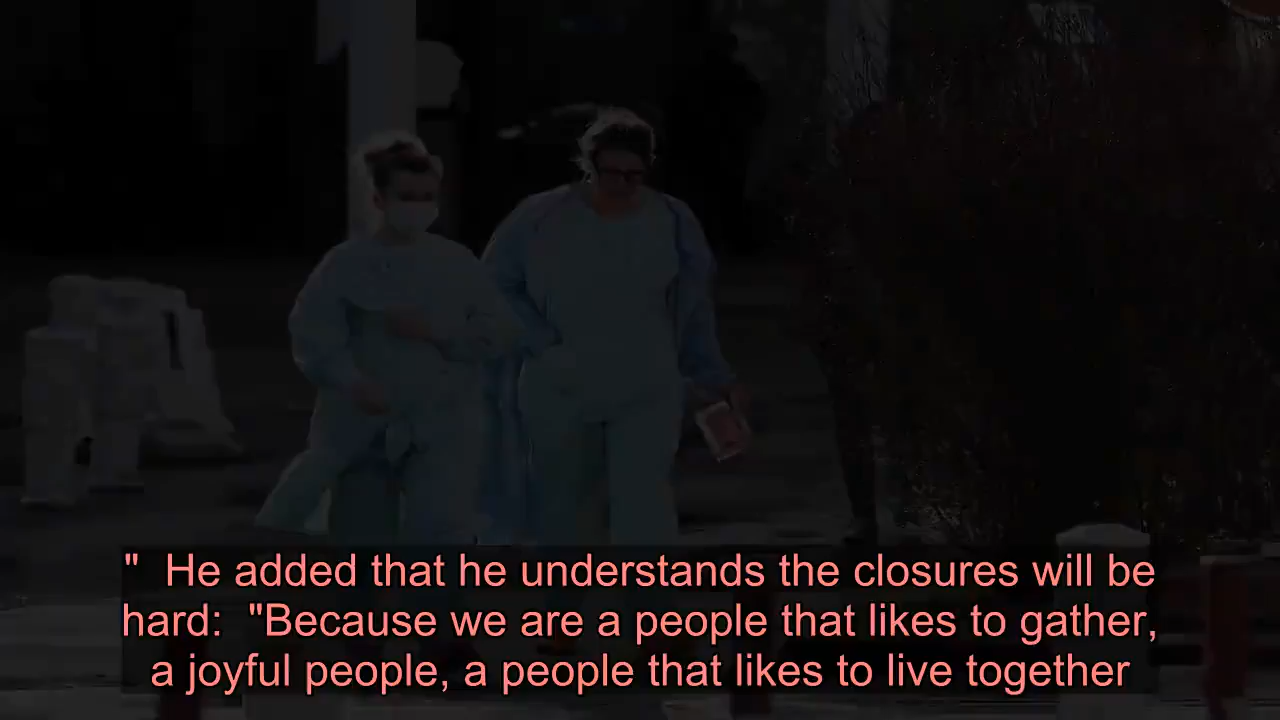 "  He added that he understands the closures will be
hard:  "Because we are a people that likes to gather,
a joyful people, a people that likes to live together